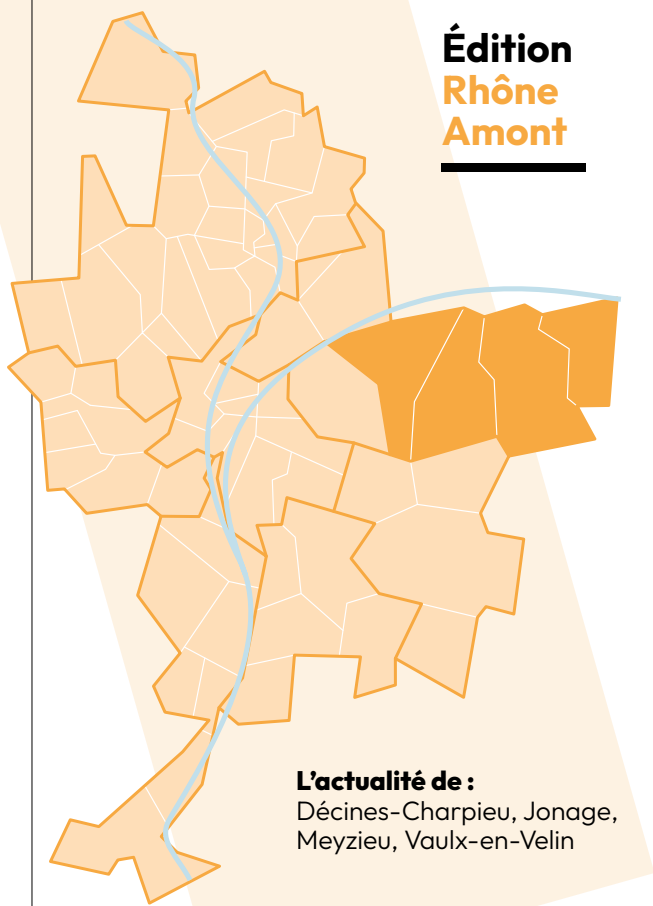 Édition
Rhône
Amont
L'actualité de :
Décines-Charpieu, Jonage,
Meyzieu, Vaulx-en-Velin